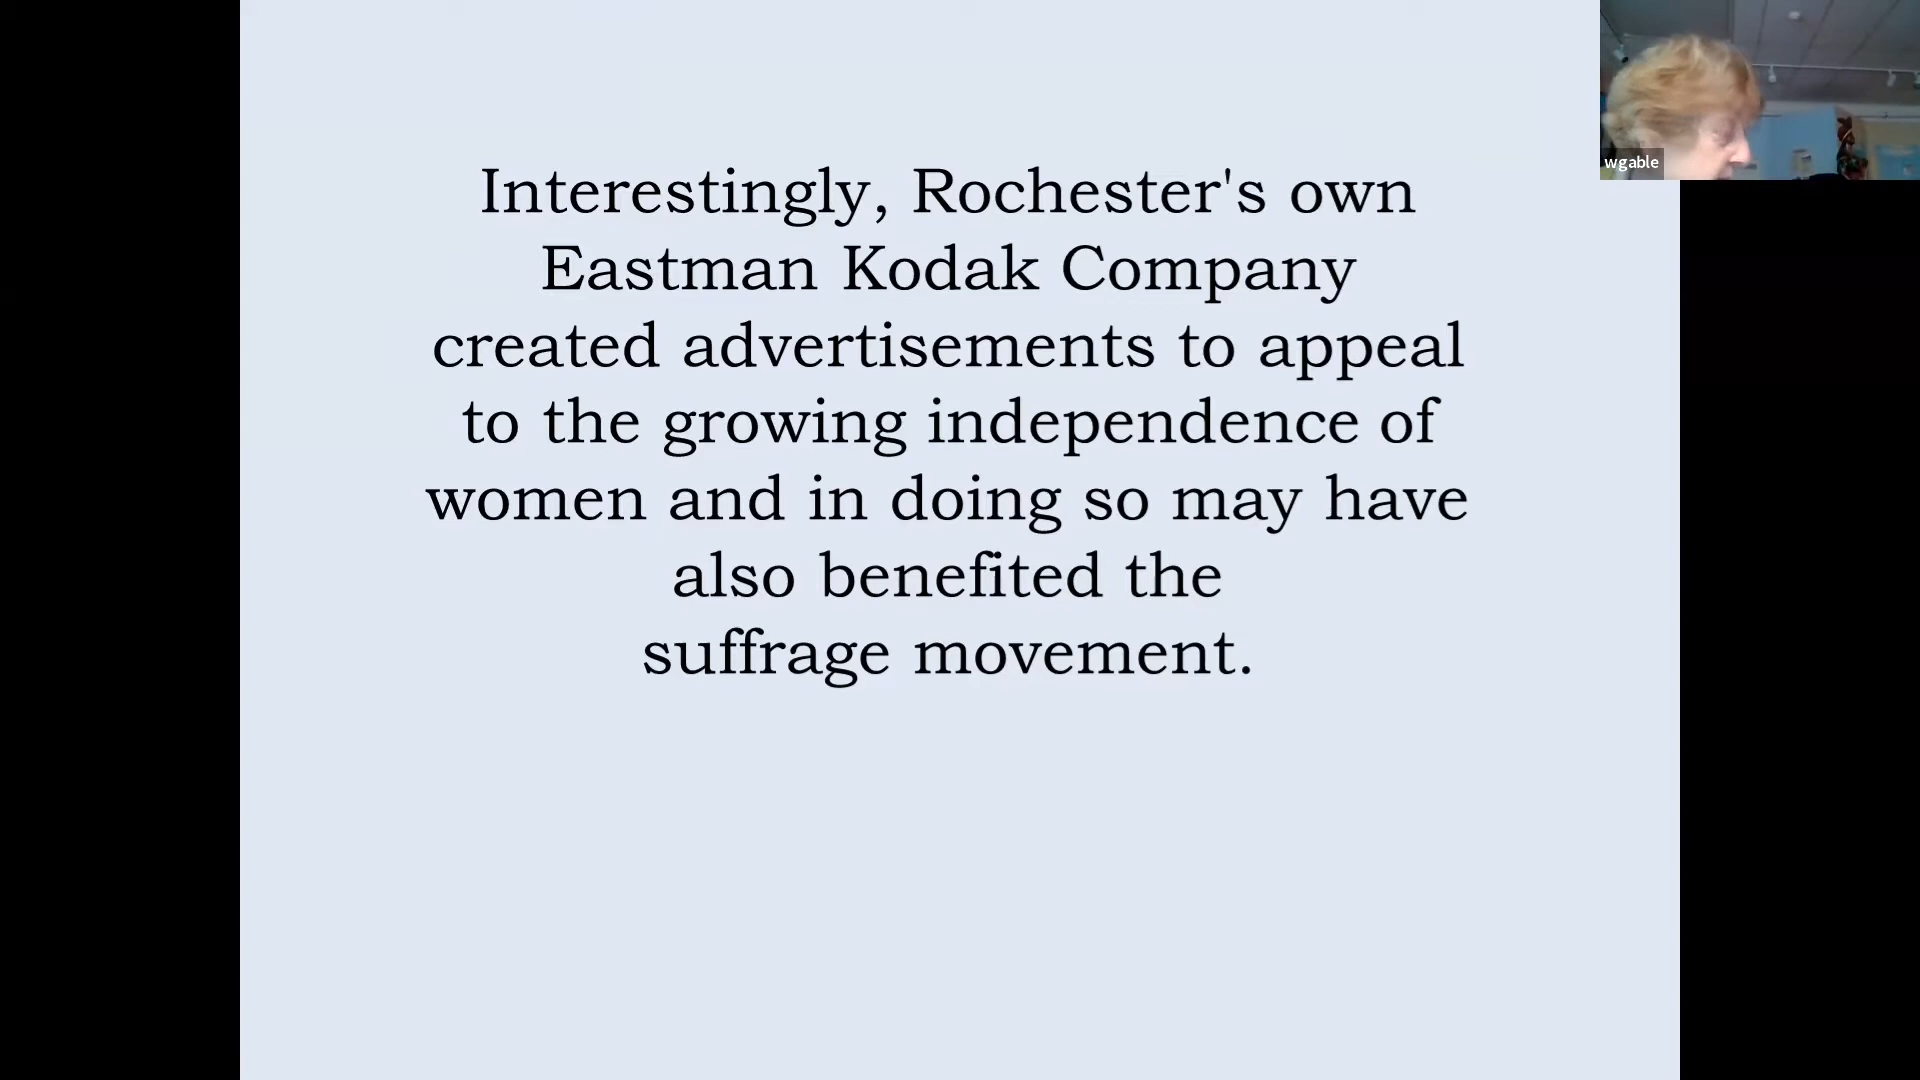 Interestingly, Rochester's own
Eastman Kodak Company
created advertisements to appeal
to the growing independence of
women and in doing so may have
also benefited the
suffrage movement.
wgable